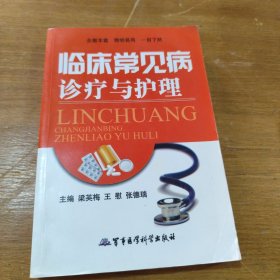 临床常见病
诊疗与护理
LINCHUANG
CHANGJIANBING
ZHENLIAO YU HULI
主编 梁英梅 王慰 张德瑞
军事医学科学出版社